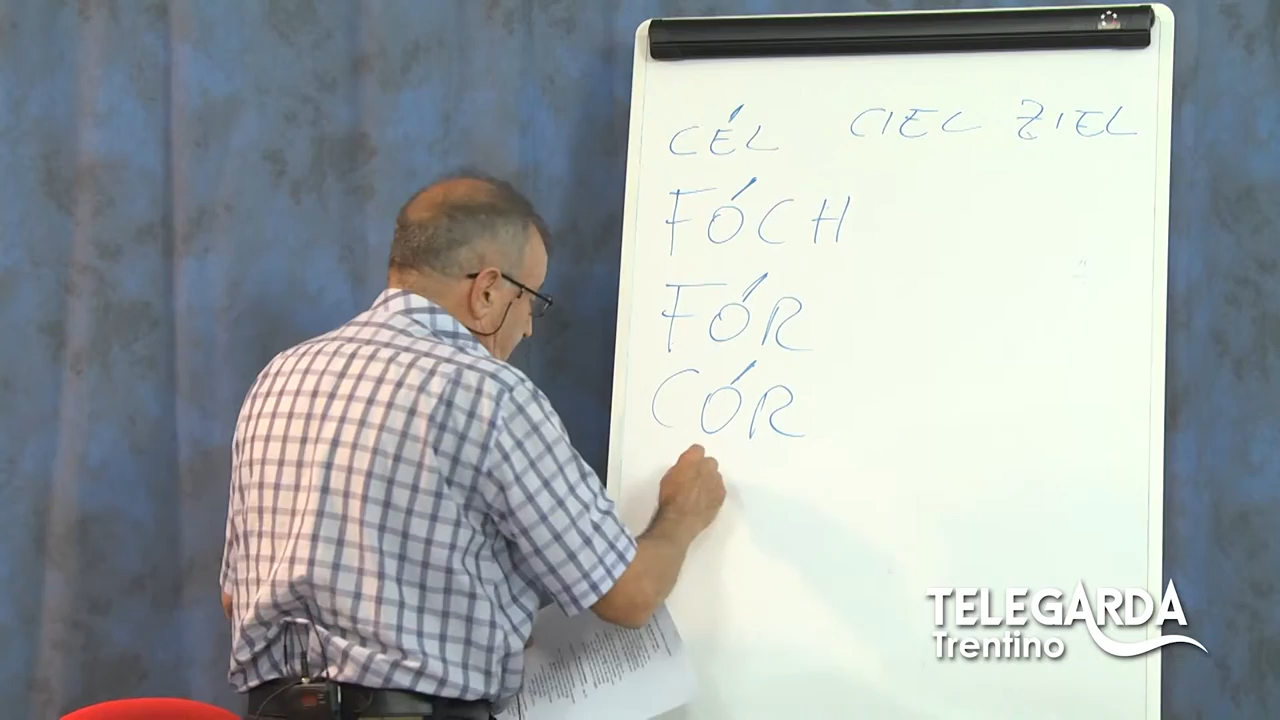 CÉL CIEL ZIEL
FÓCH
FÓR
CÓR
TELEGARDA
Trentino